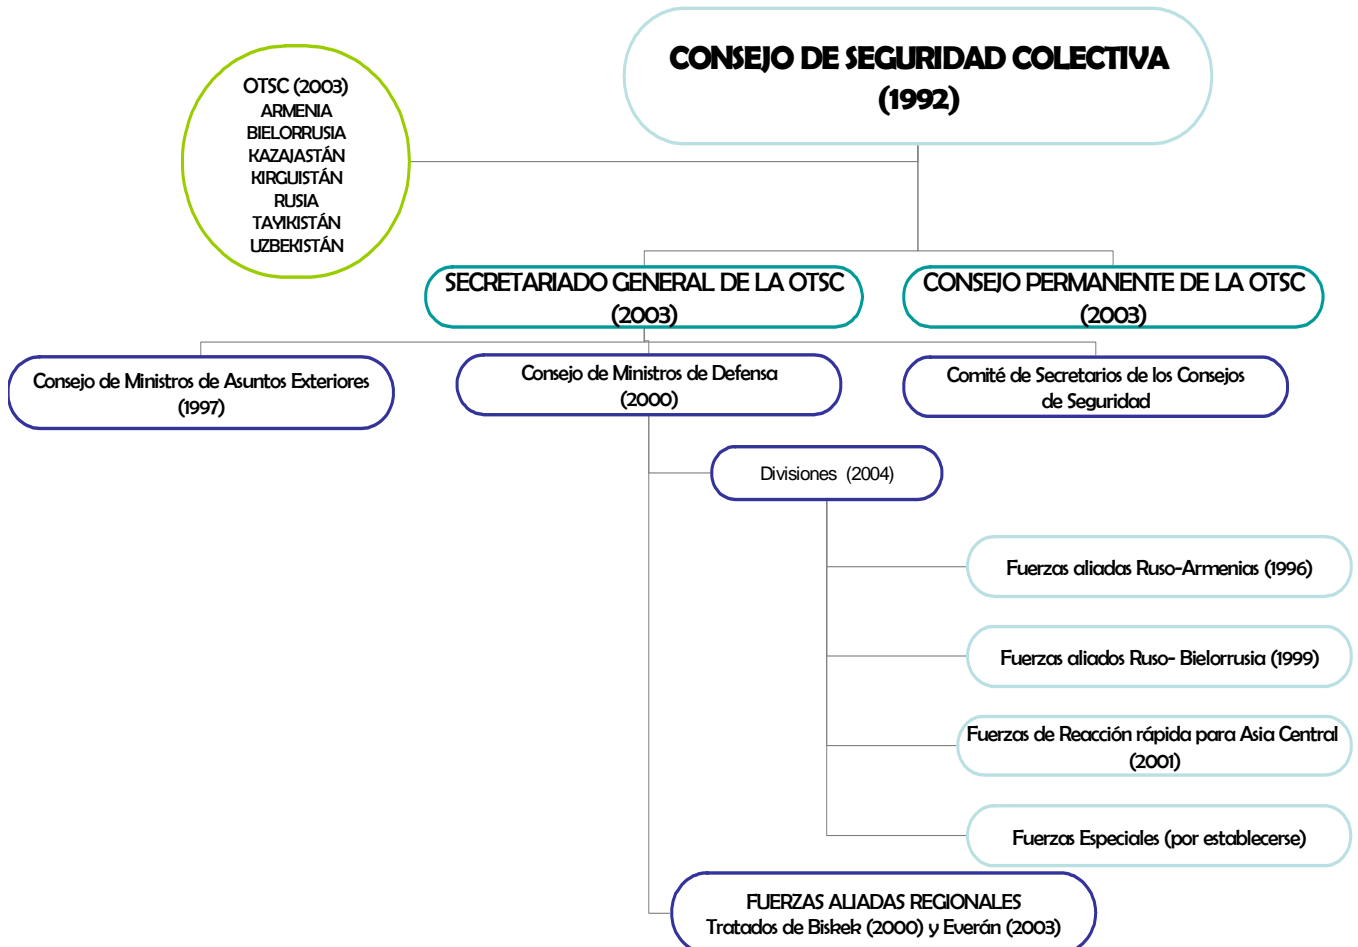 CONSEJO DE SEGURIDAD COLECTIVA
(1992)
OTSC (2003)
ARMENIA
BIELORRUSIA
KAZAJASTÁN
KIRGUISTÁN
RUSIA
TAYIKISTÁN
UZBEKISTÁN
SECRETARIADO GENERAL DE LA OTSC
(2003)
CONSEJO PERMANENTE DE LA OTSC
(2003)
Consejo de Ministros de Asuntos Exteriores
(1997)
Consejo de Ministros de Defensa
(2000)
Comité de Secretarios de los Consejos
de Seguridad
Divisiones (2004)
Fuerzas aliadas Ruso-Armenias (1996)
Fuerzas aliados Ruso- Bielorrusia (1999)
Fuerzas de Reacción rápida para Asia Central
(2001)
Fuerzas Especiales (por establecerse)
FUERZAS ALIADAS REGIONALES
Tratados de Biskek (2000) y Everán (2003)